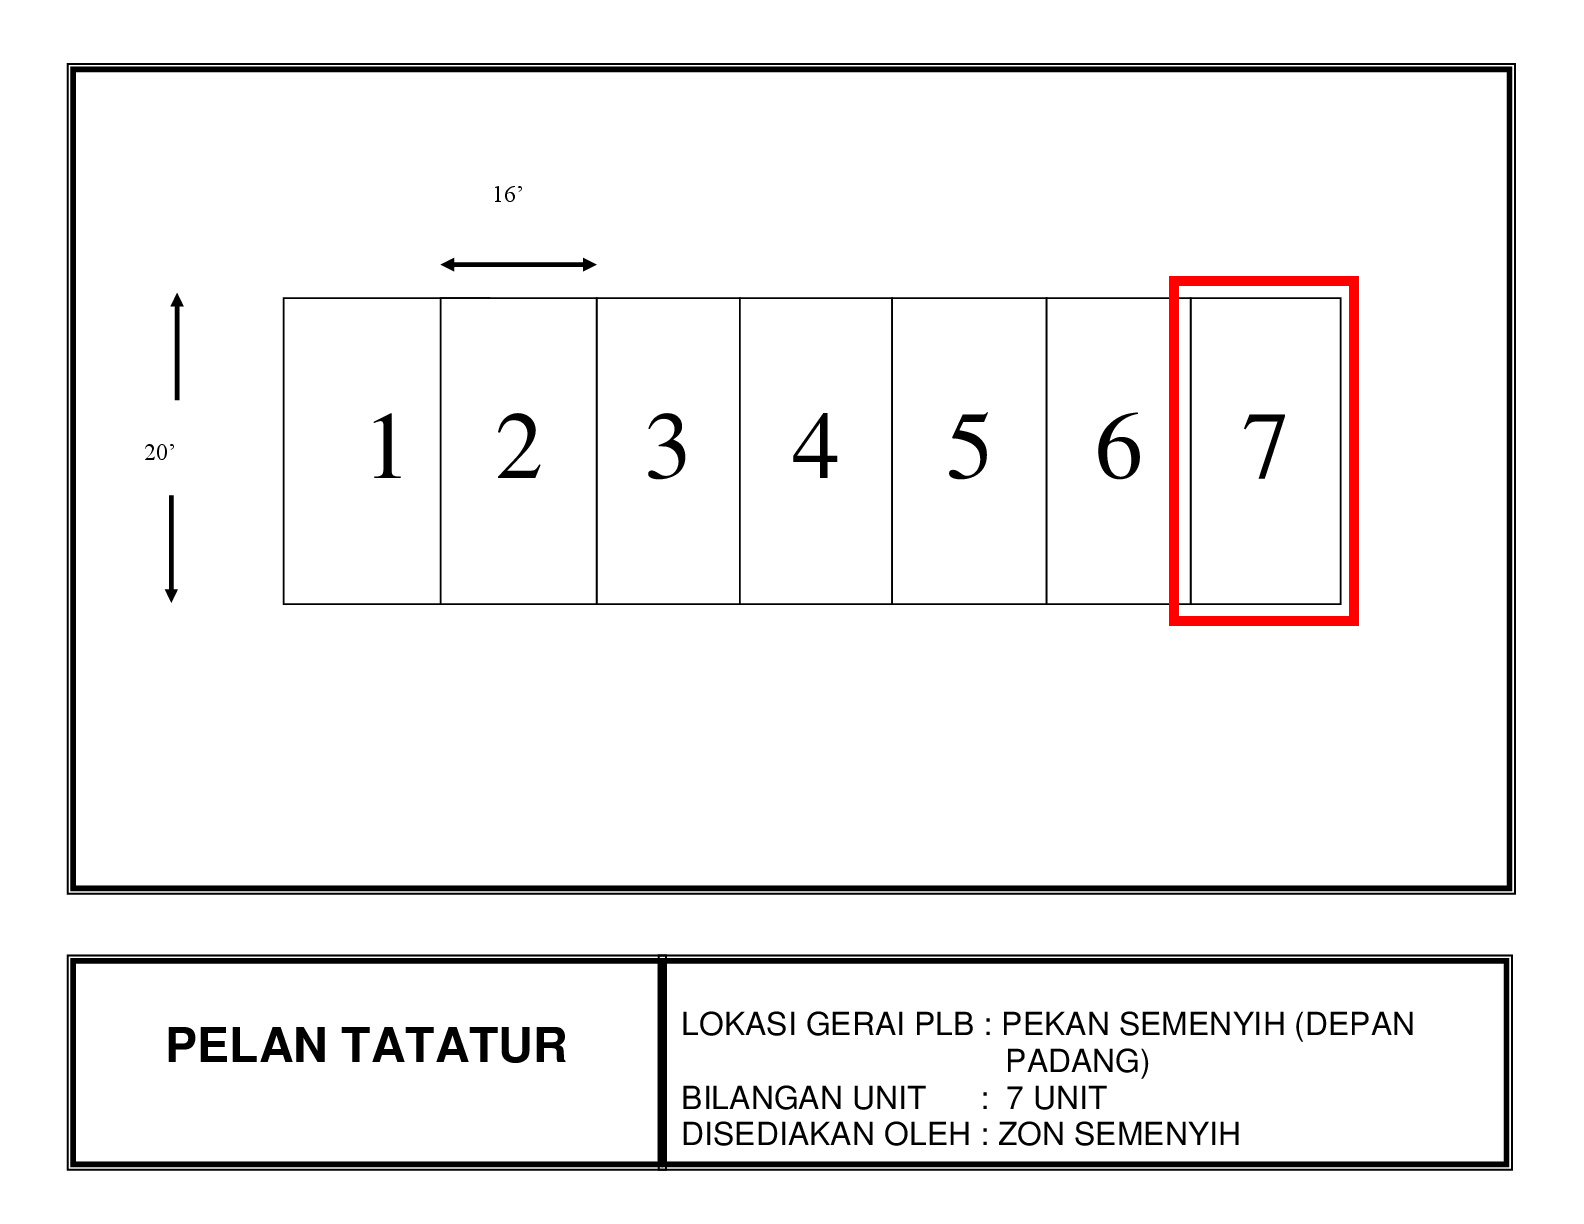 16’
20’
1 2 3 4 5 6 7
PELAN TATATUR
LOKASI GERAI PLB : PEKAN SEMENYIH (DEPAN
PADANG)
BILANGAN UNIT : 7 UNIT
DISEDIAKAN OLEH : ZON SEMENYIH